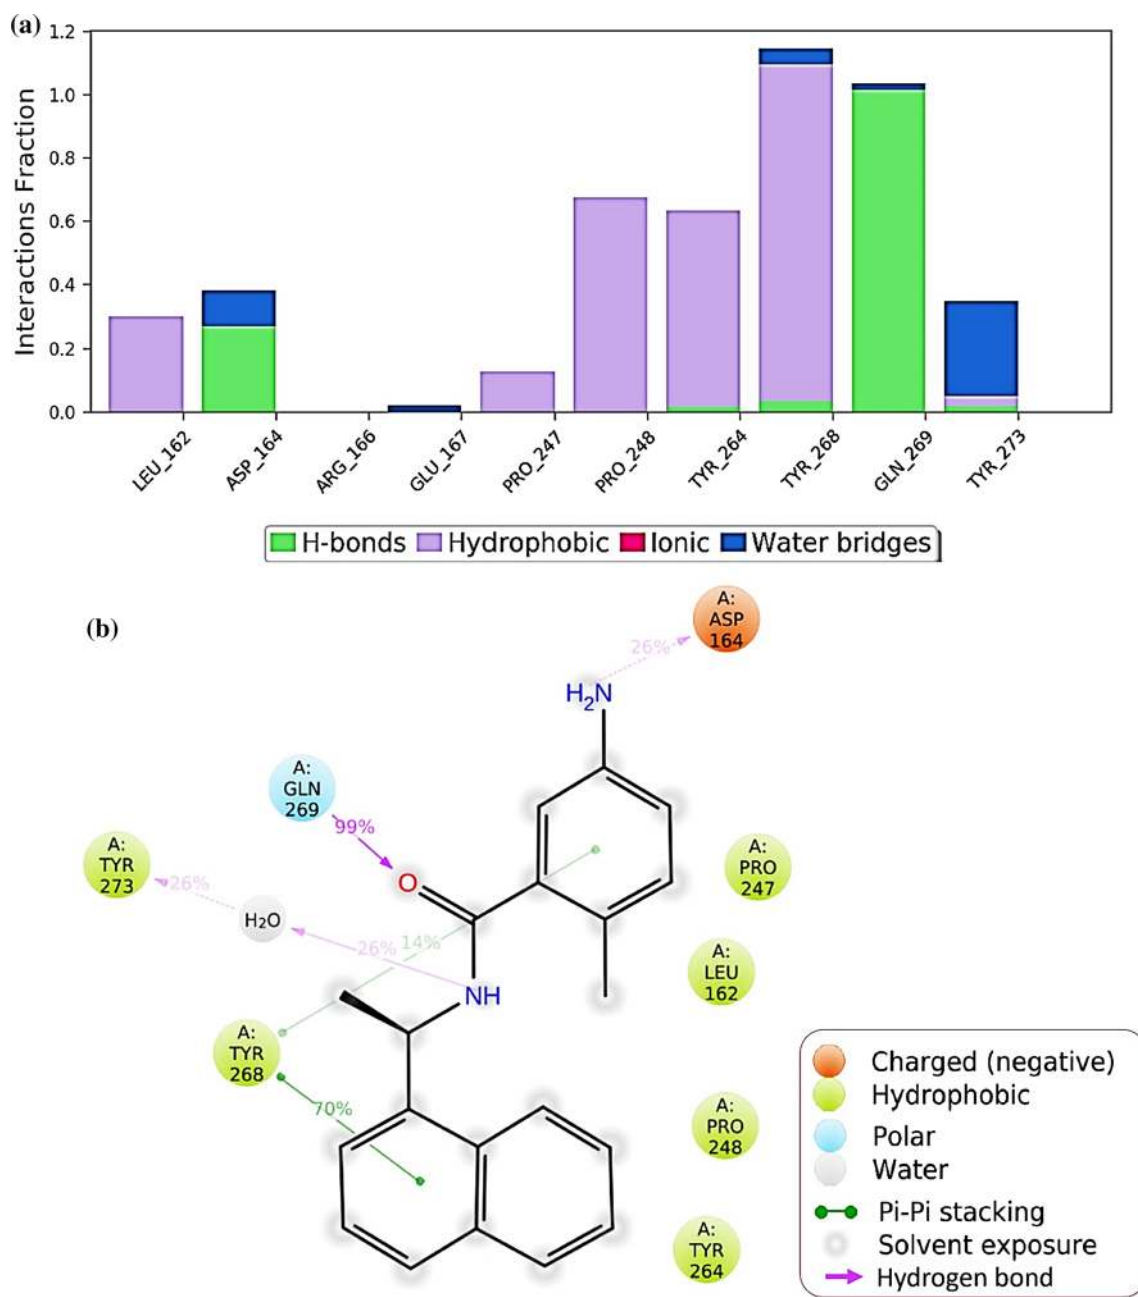 (a)
Interactions Fraction
1.2
1.0
0.8
0.6
0.4
0.2
0.0
LEU_162
ASP_164
ARG_166
GLU_167
PRO_247
PRO_248
TYR_264
TYR_268
GLN_269
TYR_273
H-bonds Hydrophobic Ionic Water bridges
(b)
A:
ASP
164
26%
H₂N
A:
GLN
269
99%
A:
TYR
273
26%
H₂O
O
26%
14%
NH
A:
PRO
247
A:
LEU
162
A:
TYR
268
70%
A:
PRO
248
A:
TYR
264
Charged (negative)
Hydrophobic
Polar
Water
Pi-Pi stacking
Solvent exposure
Hydrogen bond